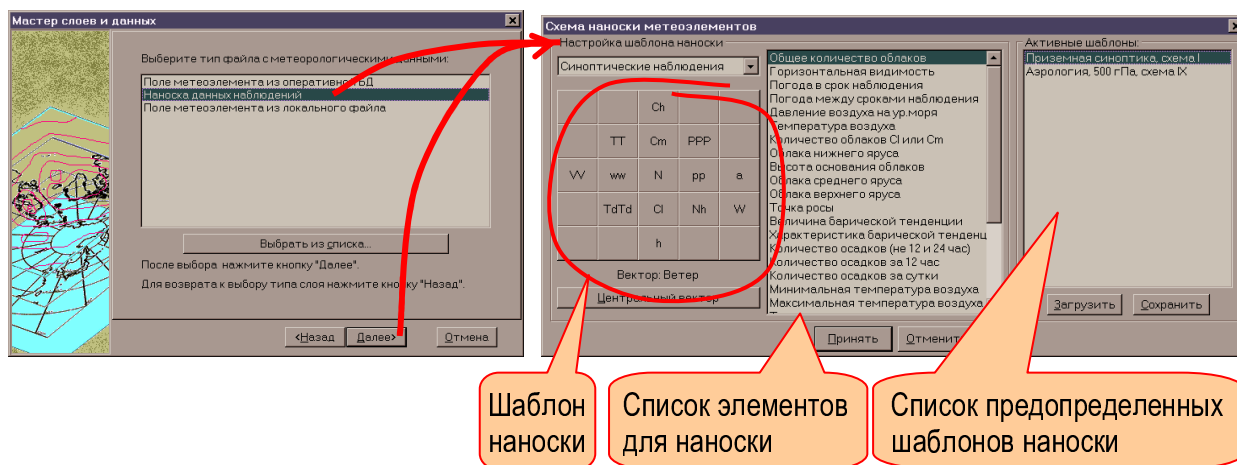 Мастер слоев и данных
Выберите тип файла с метеорологическими данными:
Поле метеоэлемента из оперативной БД
Наноска данных наблюдений
Поле метеоэлемента из локального файла
Выбрать из списка...
После выбора нажмите кнопку "Далее".
Для возврата к выбору типа слоя нажмите кнопку "Назад".
<Назад Далее> Отмена
Схема наноски метеоэлементов
Настройка шаблона наноски
Синоптические наблюдения
Ch
TT Cm PPP
VV ww N pp a
TdTd Cl Nh W
h
Вектор: Ветер
Центральный вектор
Общее количество облаков
Горизонтальная видимость
Погода в срок наблюдения
Погода между сроками наблюдения
Давление воздуха на ур.моря
Температура воздуха
Количество облаков Cl или Cm
Облака нижнего яруса
Высота основания облаков
Облака среднего яруса
Облака верхнего яруса
Точка росы
Величина барической тенденции
Характеристика барической тенденц
Количество осадков (не 12 и 24 час)
Количество осадков за 12 час
Количество осадков за сутки
Минимальная температура воздуха
Максимальная температура воздуха
Активные шаблоны:
Приземная синоптика, схема I
Аэрология, 500 гПа, схема IX
Загрузить Сохранить
Принять Отменит
Шаблон
наноски
Список элементов
для наноски
Список предопределенных
шаблонов наноски